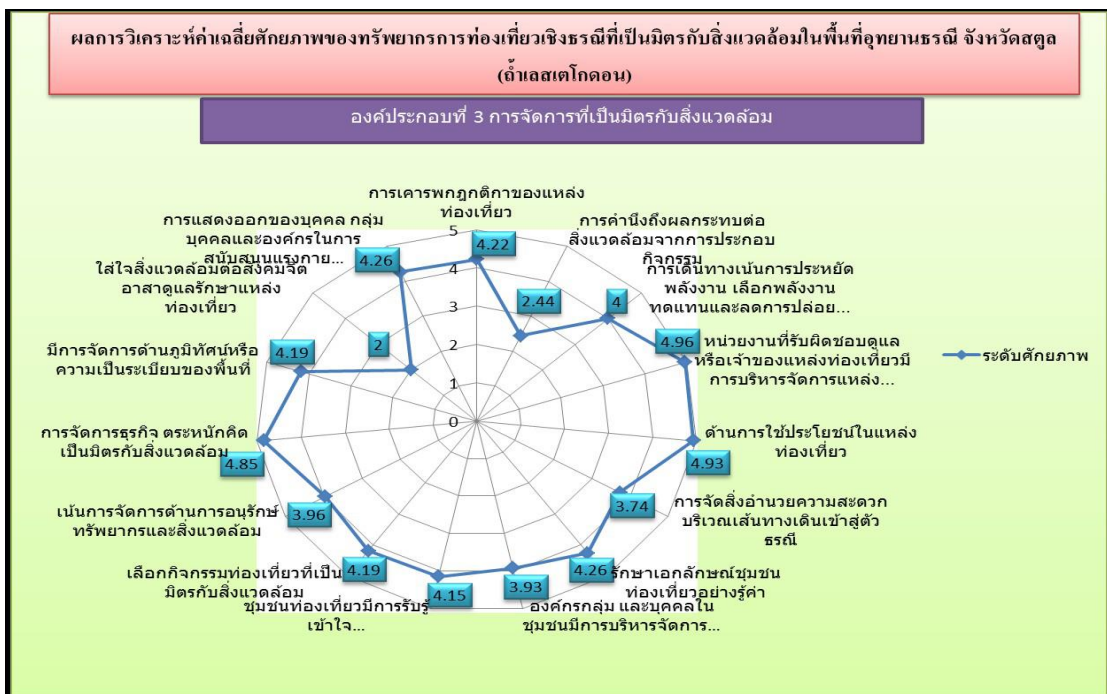 ผลการวิเคราะห์ค่าเฉลี่ยศักยภาพของทรัพยากรการท่องเที่ยวเชิงธรณีที่เป็นมิตรกับสิ่งแวดล้อมในพื้นที่อุทยานธรณี จังหวัดสตูล
(ถ้ำเลสเตโกดอน)
องค์ประกอบที่ 3 การจัดการที่เป็นมิตรกับสิ่งแวดล้อม
การเคารพกฎกติกาของแหล่ง
ท่องเที่ยว
4.22
การคำนึงถึงผลกระทบต่อ
สิ่งแวดล้อมจากการประกอบ
กิจกรรม
2.44
การเดินทางเน้นการประหยัด
พลังงาน เลือกพลังงาน
ทดแทนและลดการปล่อย...
4
หน่วยงานที่รับผิดชอบดูแล
หรือเจ้าของแหล่งท่องเที่ยวมี
การบริหารจัดการแหล่ง...
4.96
ด้านการใช้ประโยชน์ในแหล่ง
ท่องเที่ยว
4.93
การจัดสิ่งอำนวยความสะดวก
บริเวณเส้นทางเดินเข้าสู่ตัว
ธรณี
3.74
รักษาเอกลักษณ์ชุมชน
ท่องเที่ยวอย่างรู้ค่า
4.26
องค์กรกลุ่ม และบุคคลใน
ชุมชนมีการบริหารจัดการ...
3.93
ชุมชนท่องเที่ยวมีการรับรู้
เข้าใจ...
4.15
เลือกกิจกรรมท่องเที่ยวที่เป็น
มิตรกับสิ่งแวดล้อม
4.19
เน้นการจัดการด้านการอนุรักษ์
ทรัพยากรและสิ่งแวดล้อม
3.96
การจัดการธุรกิจ ตระหนักคิด
เป็นมิตรกับสิ่งแวดล้อม
4.85
มีการจัดการด้านภูมิทัศน์หรือ
ความเป็นระเบียบของพื้นที่
4.19
ใส่ใจสิ่งแวดล้อมต่อสังคมจิต
อาสาดูแลรักษาแหล่ง
ท่องเที่ยว
2
การแสดงออกของบุคคล กลุ่ม
บุคคลและองค์กรในการ
สนับสนุนแรงกาย...
4.26
5
4
3
2
1
0
ระดับศักยภาพ